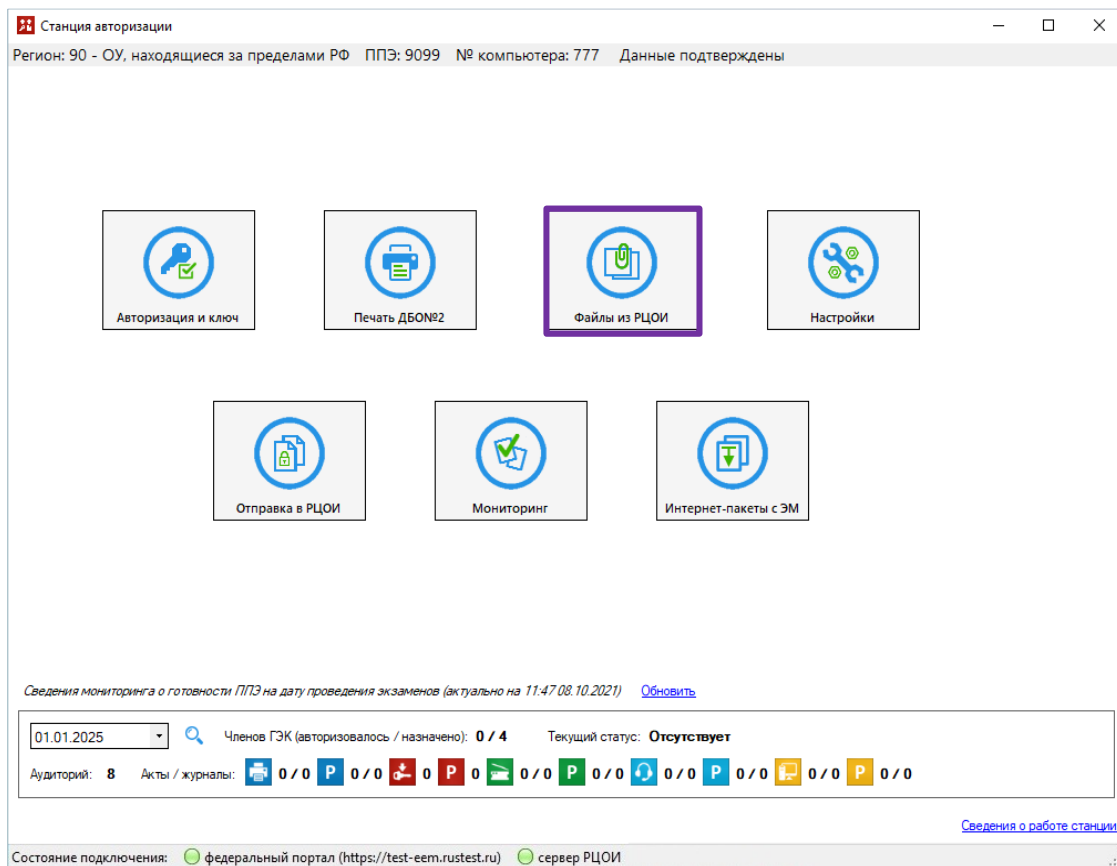 Станция авторизации
Регион: 90 - ОУ, находящиеся за пределами РФ ППЭ: 9099 № компьютера: 777 Данные подтверждены
Авторизация и ключ
Печать ДБО№2
Файлы из РЦОИ
Настройки
Отправка в РЦОИ
Мониторинг
Интернет-пакеты с ЭМ
Сведения мониторинга о готовности ППЭ на дату проведения экзаменов (актуально на 11:47 08.10.2021) Обновить
01.01.2025 Членов ГЭК (авторизовалось / назначено): 0 / 4 Текущий статус: Отсутствует
Аудиторий: 8 Акты / журналы: 0 / 0 P 0 / 0 0 P 0 0 / 0 P 0 / 0 0 / 0 P 0 / 0 0 / 0 P 0 / 0
Сведения о работе станции
Состояние подключения: федеральный портал (https://test-eem.rustest.ru) сервер РЦОИ